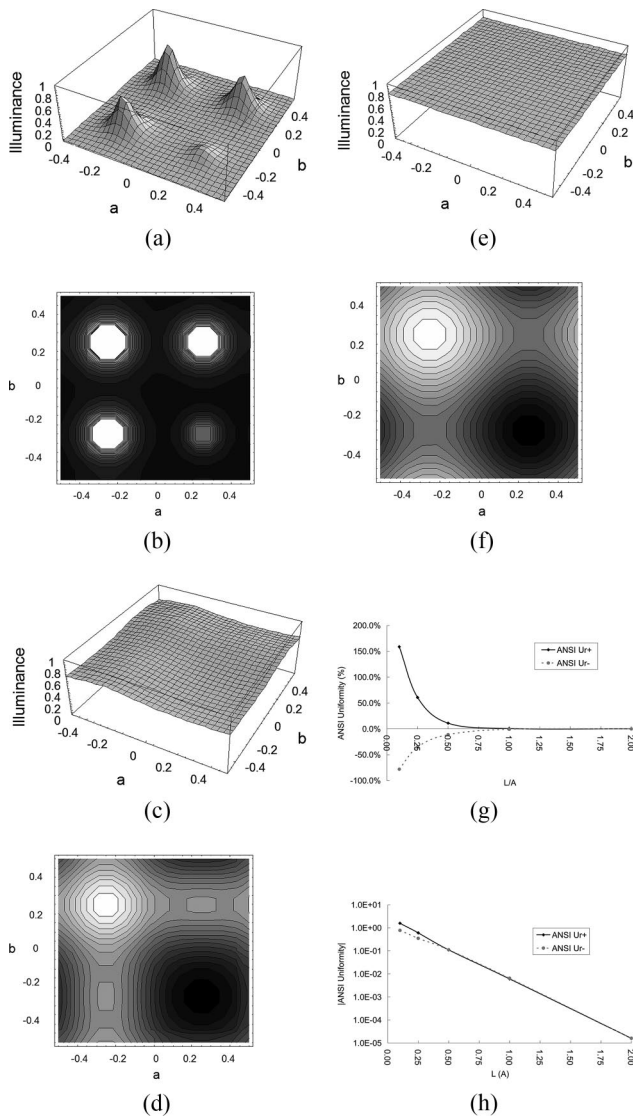 Illuminance
1
0.8
0.6
0.4
0.2
0
-0.4
-0.2
0
0.2
0.4
a
0.4
0.2
0
-0.2
-0.4
b
(a)
Illuminance
1
0.8
0.6
0.4
0.2
0
-0.4
-0.2
0
0.2
0.4
a
0.4
0.2
0
-0.2
-0.4
b
(e)
0.4
0.2
b 0
-0.2
-0.4
-0.4 -0.2 0 0.2 0.4
a
(b)
0.4
0.2
b 0
-0.2
-0.4
-0.4 -0.2 0 0.2 0.4
a
(f)
Illuminance
1
0.8
0.6
0.4
0.2
0
-0.4
-0.2
0
0.2
0.4
a
0.4
0.2
0
-0.2
-0.4
b
(c)
ANSI Uniformity (%)
200.0%
150.0%
100.0%
50.0%
0.0%
-50.0%
-100.0%
ANSI Ur+
ANSI Ur-
0.00 0.25 0.50 0.75 1.00 1.25 1.50 1.75 2.00
L/A
(g)
0.4
0.2
b 0
-0.2
-0.4
-0.4 -0.2 0 0.2 0.4
a
(d)
|ANSI Uniformity|
1.0E+01
1.0E+00
1.0E-01
1.0E-02
1.0E-03
1.0E-04
1.0E-05
ANSI Ur+
ANSI Ur-
0.00 0.25 0.50 0.75 1.00 1.25 1.50 1.75 2.00
L (A)
(h)